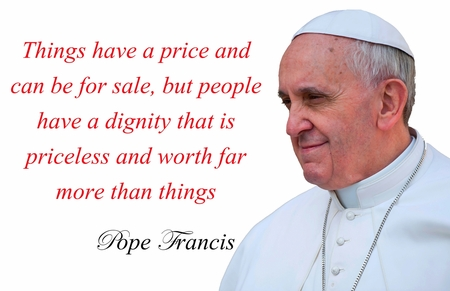 Things have a price and
can be for sale, but people
have a dignity that is
priceless and worth far
more than things
Pope Francis